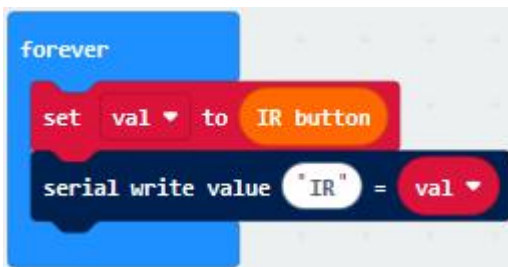 forever
set val to IR button
serial write value "IR" = val